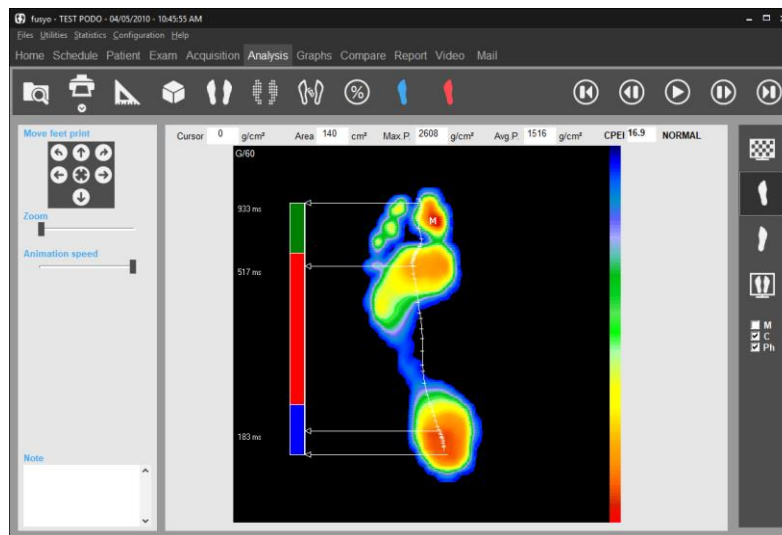 fusyo - TEST PODO - 04/05/2010 - 10:45:55 AM
Files Utilities Statistics Configuration Help
Home Schedule Patient Exam Acquisition Analysis Graphs Compare Report Video Mail
Move feet print
Zoom
Animation speed
Note
Cursor 0 g/cm² Area 140 cm² Max.P. 2608 g/cm² Avg.P. 1516 g/cm² CPEI 16.9 NORMAL
G/60
933 ms
M
517 ms
183 ms
M
C
Ph